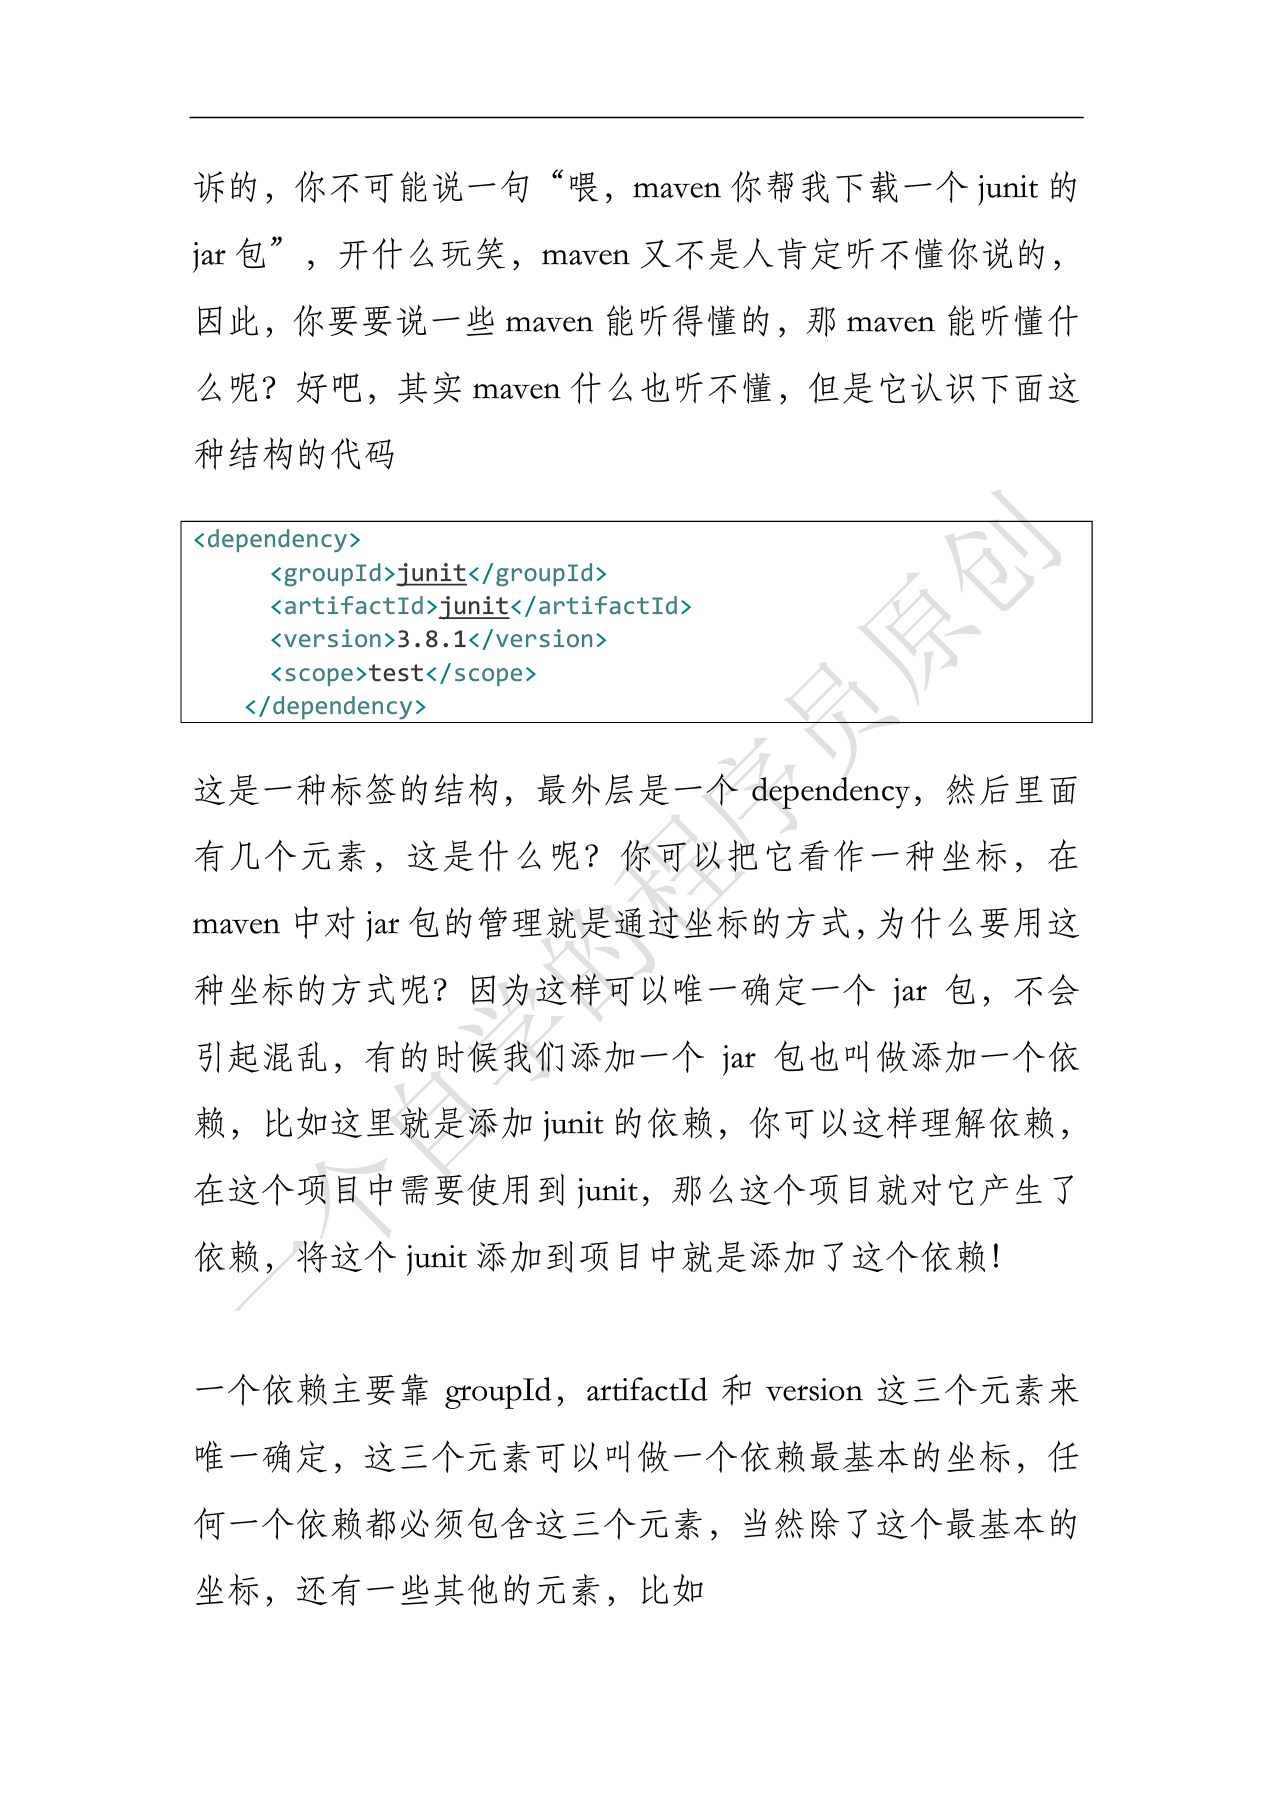 诉的，你不可能说一句“喂，maven 你帮我下载一个 junit 的
jar 包”，开什么玩笑，maven 又不是人肯定听不懂你说的，
因此，你要要说一些 maven 能听得懂的，那 maven 能听懂什
么呢？好吧，其实 maven 什么也听不懂，但是它认识下面这
种结构的代码
<dependency>
<groupId>junit</groupId>
<artifactId>junit</artifactId>
<version>3.8.1</version>
<scope>test</scope>
</dependency>
这是一种标签的结构，最外层是一个 dependency，然后里面
有几个元素，这是什么呢？你可以把它看作一种坐标，在
maven 中对 jar 包的管理就是通过坐标的方式，为什么要用这
种坐标的方式呢？因为这样可以唯一确定一个 jar 包，不会
引起混乱，有的时候我们添加一个 jar 包也叫做添加一个依
赖，比如这里就是添加 junit 的依赖，你可以这样理解依赖，
在这个项目中需要使用到 junit，那么这个项目就对它产生了
依赖，将这个 junit 添加到项目中就是添加了这个依赖！
一个依赖主要靠 groupId，artifactId 和 version 这三个元素来
唯一确定，这三个元素可以叫做一个依赖最基本的坐标，任
何一个依赖都必须包含这三个元素，当然除了这个最基本的
坐标，还有一些其他的元素，比如
一个自学的程序员原创